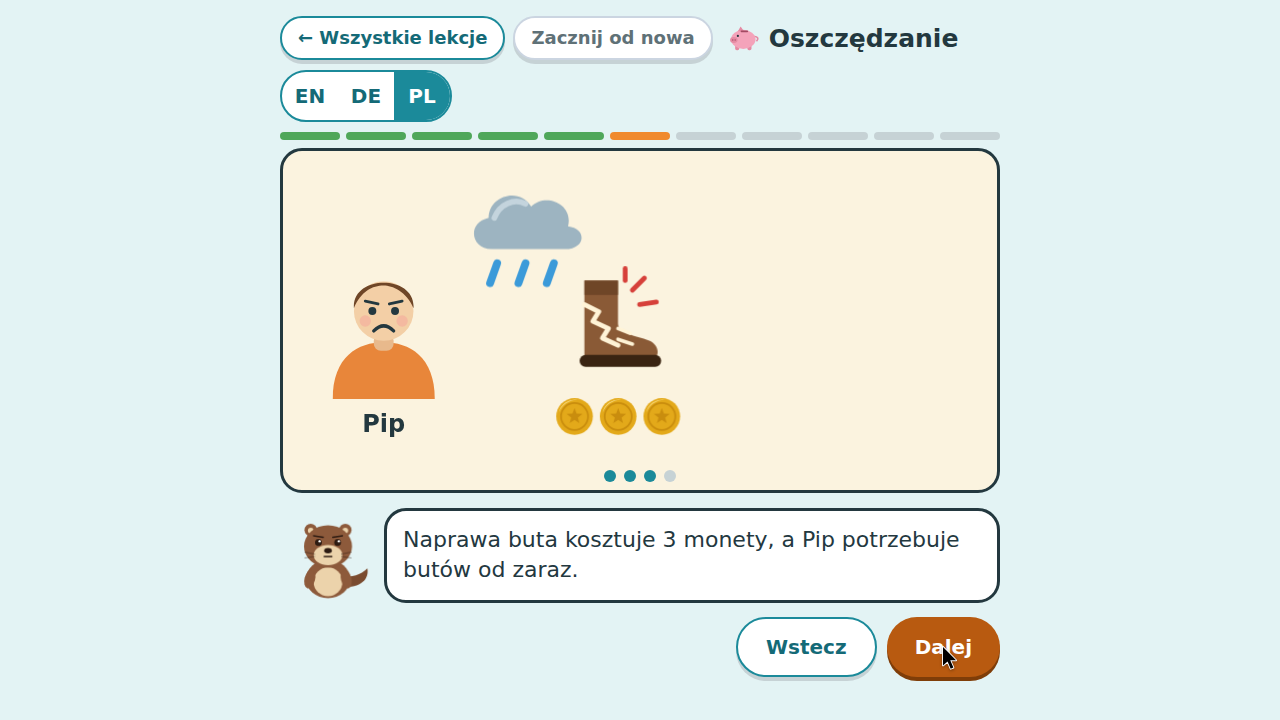 ← Wszystkie lekcje
Zacznij od nowa
Oszczędzanie
EN DE PL
Pip
Naprawa buta kosztuje 3 monety, a Pip potrzebuje
butów od zaraz.
Wstecz
Dalej